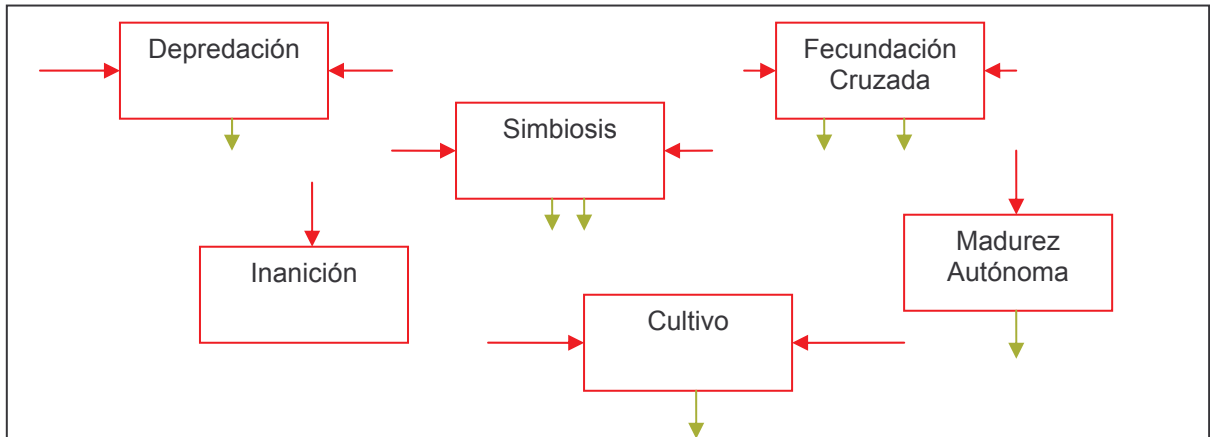 Depredación
Fecundación
Cruzada
Simbiosis
Madurez
Autónoma
Inanición
Cultivo